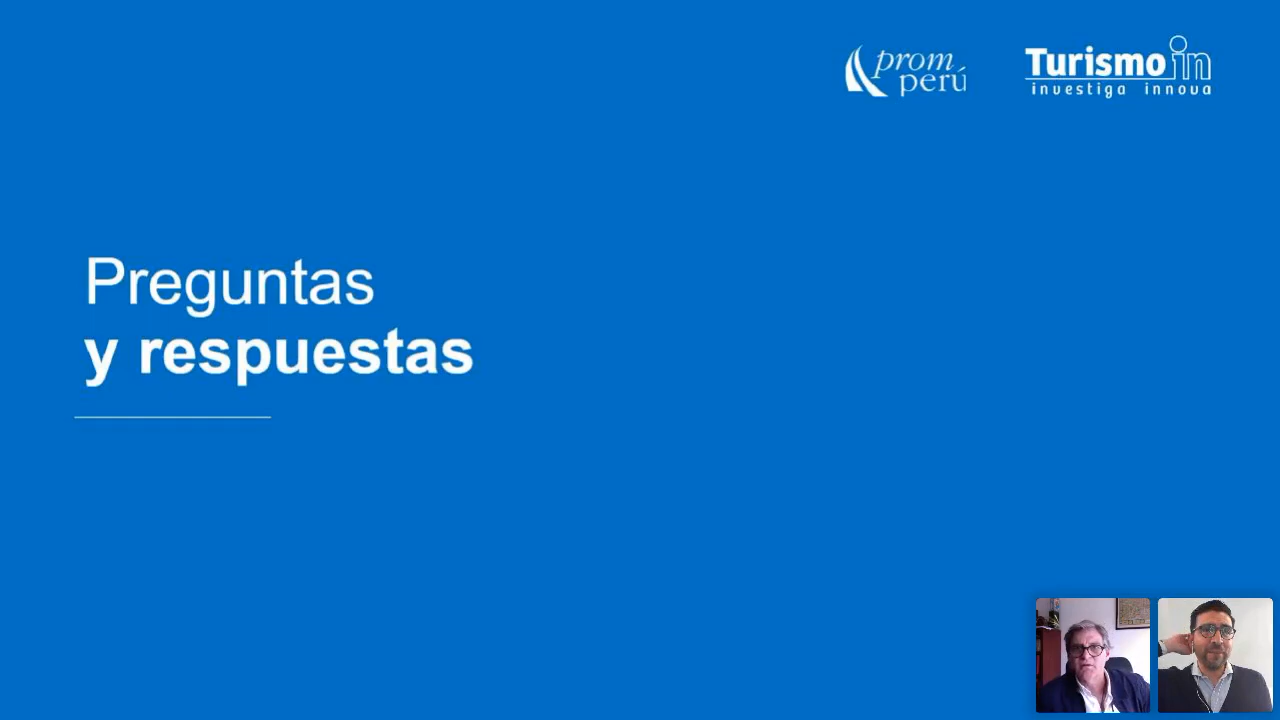 prom
perú
Turismo in
investiga innova
Preguntas
y respuestas